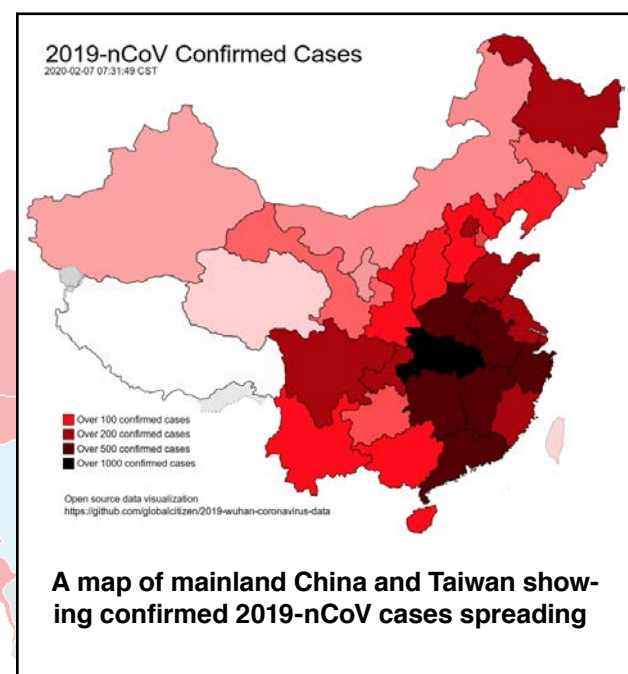 2019-nCoV Confirmed Cases
2020-02-07 07:31:49 CST
Over 100 confirmed cases
Over 200 confirmed cases
Over 500 confirmed cases
Over 1000 confirmed cases
Open source data visualization
https://github.com/globalcitizen/2019-wuhan-coronavirus-data
A map of mainland China and Taiwan show-
ing confirmed 2019-nCoV cases spreading